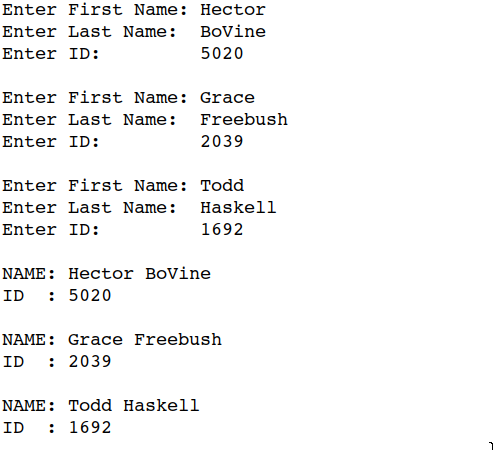 Enter First Name: Hector
Enter Last Name:  BoVine
Enter ID:         5020

Enter First Name: Grace
Enter Last Name:  Freebush
Enter ID:         2039

Enter First Name: Todd
Enter Last Name:  Haskell
Enter ID:         1692

NAME: Hector BoVine
ID  : 5020

NAME: Grace Freebush
ID  : 2039

NAME: Todd Haskell
ID  : 1692